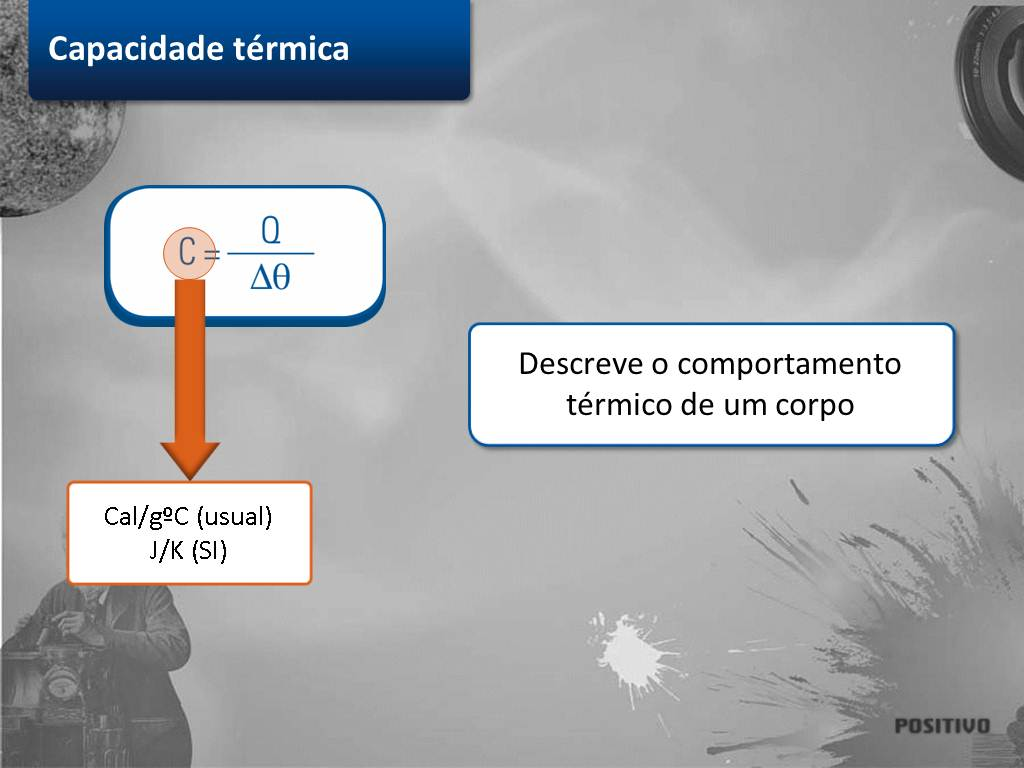 Capacidade térmica
C = Q / Δθ
Descreve o comportamento
térmico de um corpo
Cal/gºC (usual)
J/K (SI)
POSITIVO